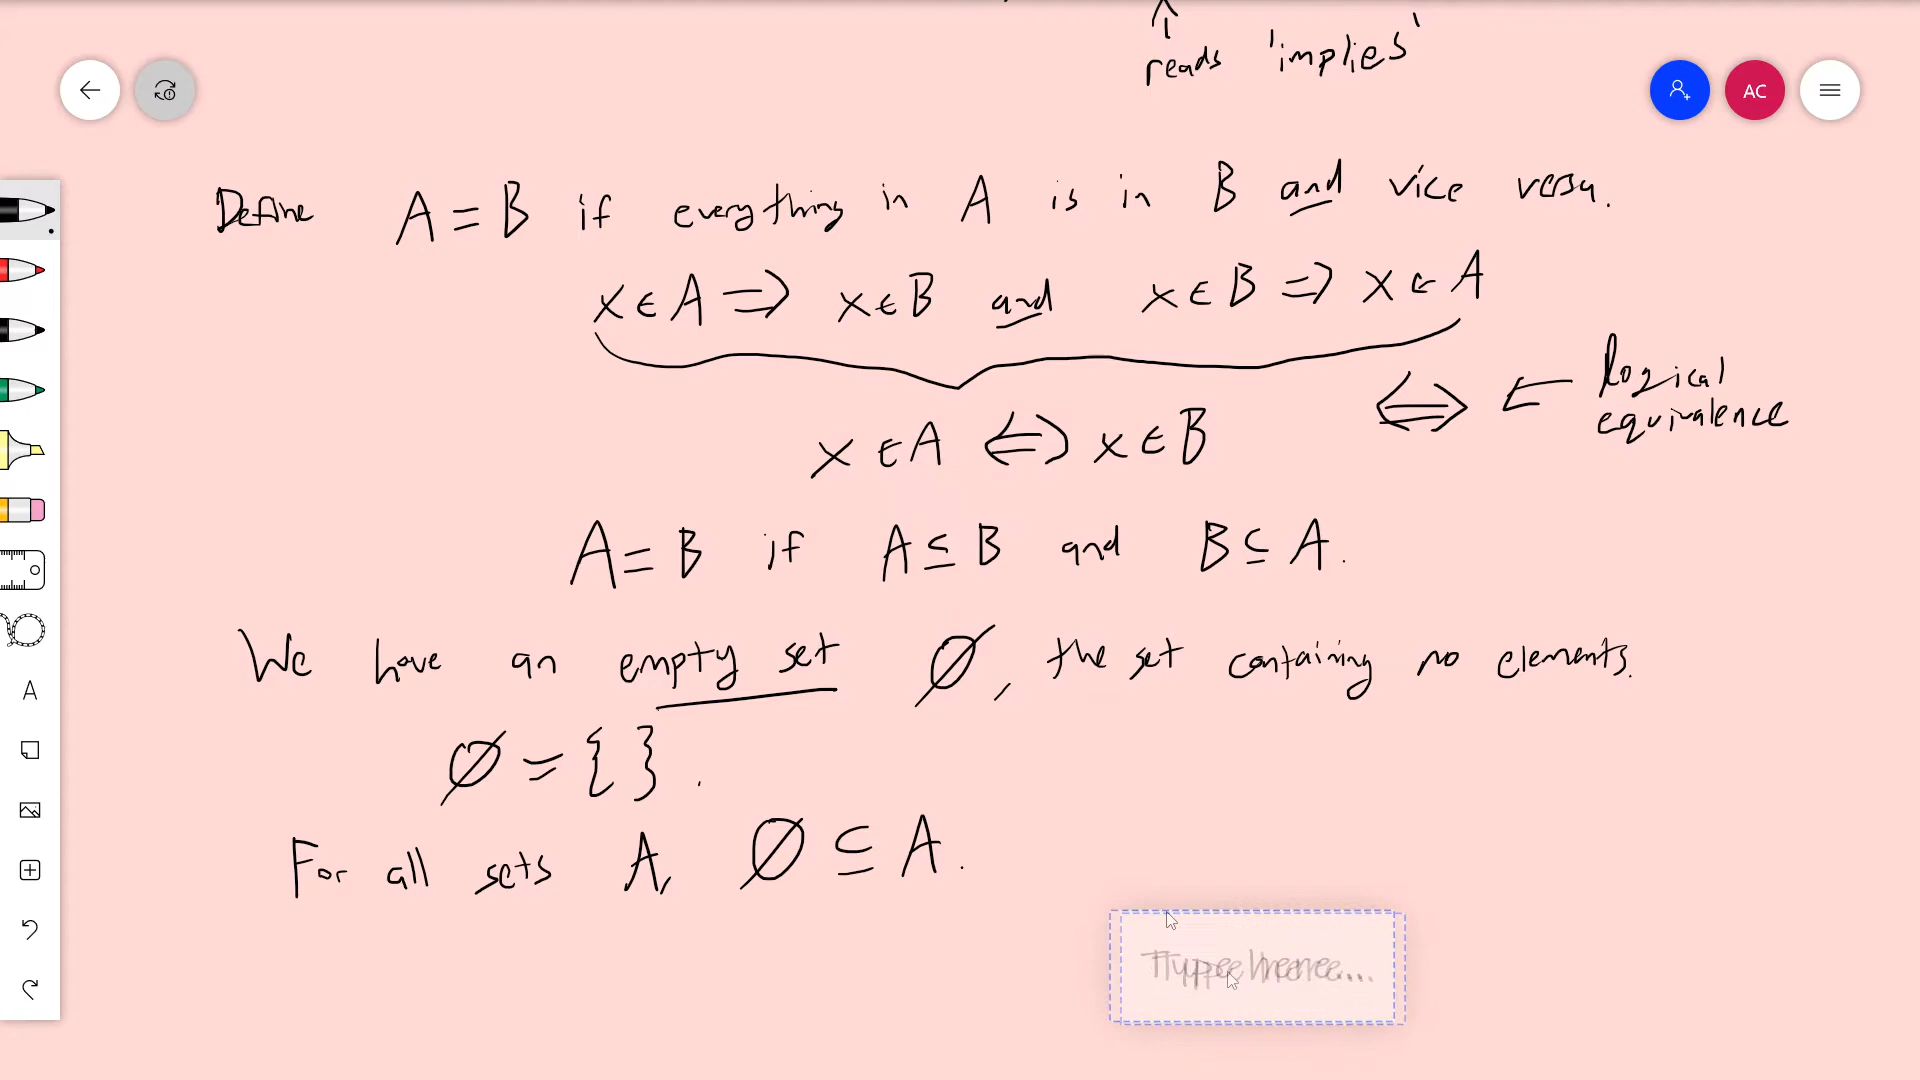 reads 'implies'
AC
Define A = B if everything in A is in B and vice versa.
x ∈ A ⇒ x ∈ B and x ∈ B ⇒ x ∈ A
x ∈ A ⇔ x ∈ B
⇔ ← logical
equivalence
A = B if A ⊆ B and B ⊆ A.
We have an empty set Ø, the set containing no elements.
Ø = { }.
For all sets A, Ø ⊆ A.
Type here...
A